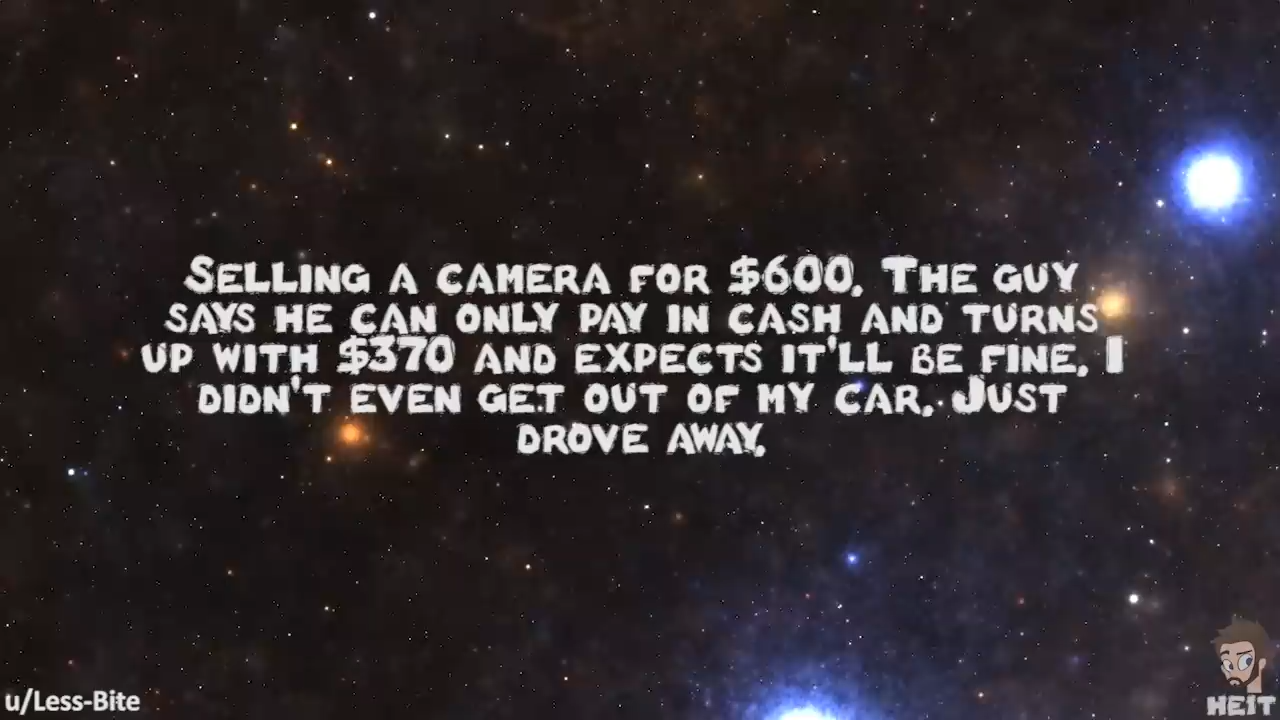 Selling a camera for $600. The guy
says he can only pay in cash and turns
up with $370 and expects it'll be fine. I
didn't even get out of my car. Just
drove away.
u/Less-Bite
HEIT